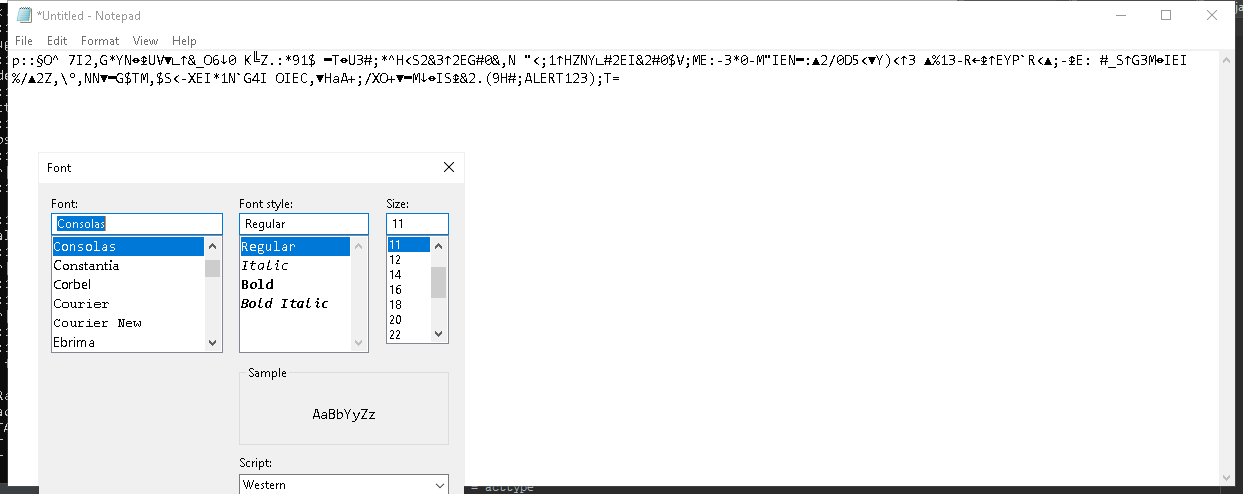 *Untitled - Notepad
File Edit Format View Help
p::§O^ 7I2,G*YN↔↨UV▼∟↑&_O6↓0 K╚Z.:*91$ ━T↔U3#;*^H<S2&3↑2EG#0&,N "<;1↑HZNY∟#2EI&2#0$V;ME:-3*0-M"IEN━:▲2/0D5<▼Y)<↑3 ▲%13-R←↨↑EYP`R<▲;-↨E: #_S↑G3M↔IEI
%/▲2Z,\º,NN▼━G$TM,$S<-XEI*1N`G4I OIEC,▼HaA+;/XO+▼━M↓↔IS↨&2.(9H#;ALERT123);T=
Font
Font: Font style: Size:
Consolas Regular 11
Consolas Regular 11
Constantia Italic 12
Corbel Bold 14
Courier Bold Italic 16
Courier New 18
Ebrima 20
22
Sample
AaBbYyZz
Script:
Western
= acttype